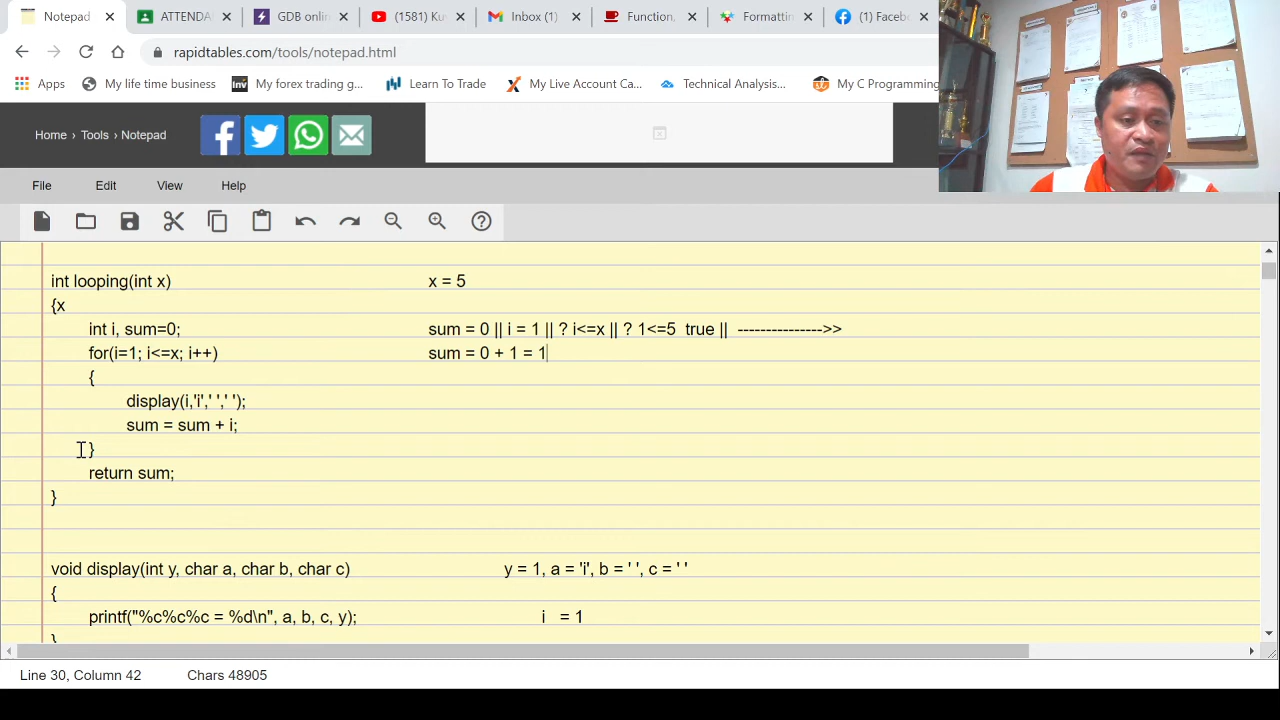 Notepad
ATTENDA
GDB onlin
(1581) Ku
Inbox (1)
Function,
Formattin
(1) Faceb
rapidtables.com/tools/notepad.html
Apps
My life time business
My forex trading g...
Learn To Trade
My Live Account Ca...
Technical Analysis...
My C Programming
Home › Tools › Notepad
File
Edit
View
Help
int looping(int x) x = 5
{x
int i, sum=0; sum = 0 || i = 1 || ? i<=x || ? 1<=5 true || --------------->>
for(i=1; i<=x; i++) sum = 0 + 1 = 1
{
display(i,'i',' ',' ');
sum = sum + i;
}
return sum;
}
void display(int y, char a, char b, char c) y = 1, a = 'i', b = ' ', c = ' '
{
printf("%c%c%c = %d\n", a, b, c, y); i = 1
}
Line 30, Column 42
Chars 48905